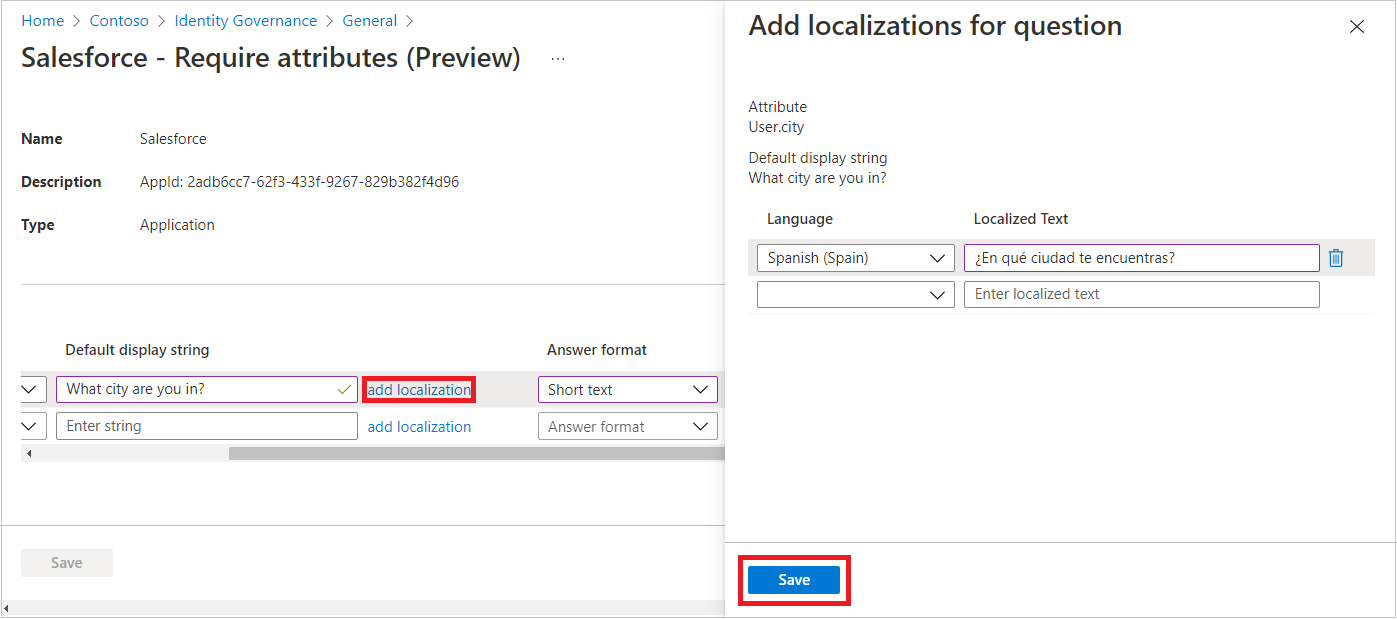 Home > Contoso > Identity Governance > General >
Salesforce - Require attributes (Preview) ...
Name Salesforce
Description AppId: 2adb6cc7-62f3-433f-9267-829b382f4d96
Type Application
Default display string Answer format
What city are you in? add localization Short text
Enter string add localization Answer format
Save
Add localizations for question
Attribute
User.city
Default display string
What city are you in?
Language Localized Text
Spanish (Spain) ¿En qué ciudad te encuentras?
Enter localized text
Save